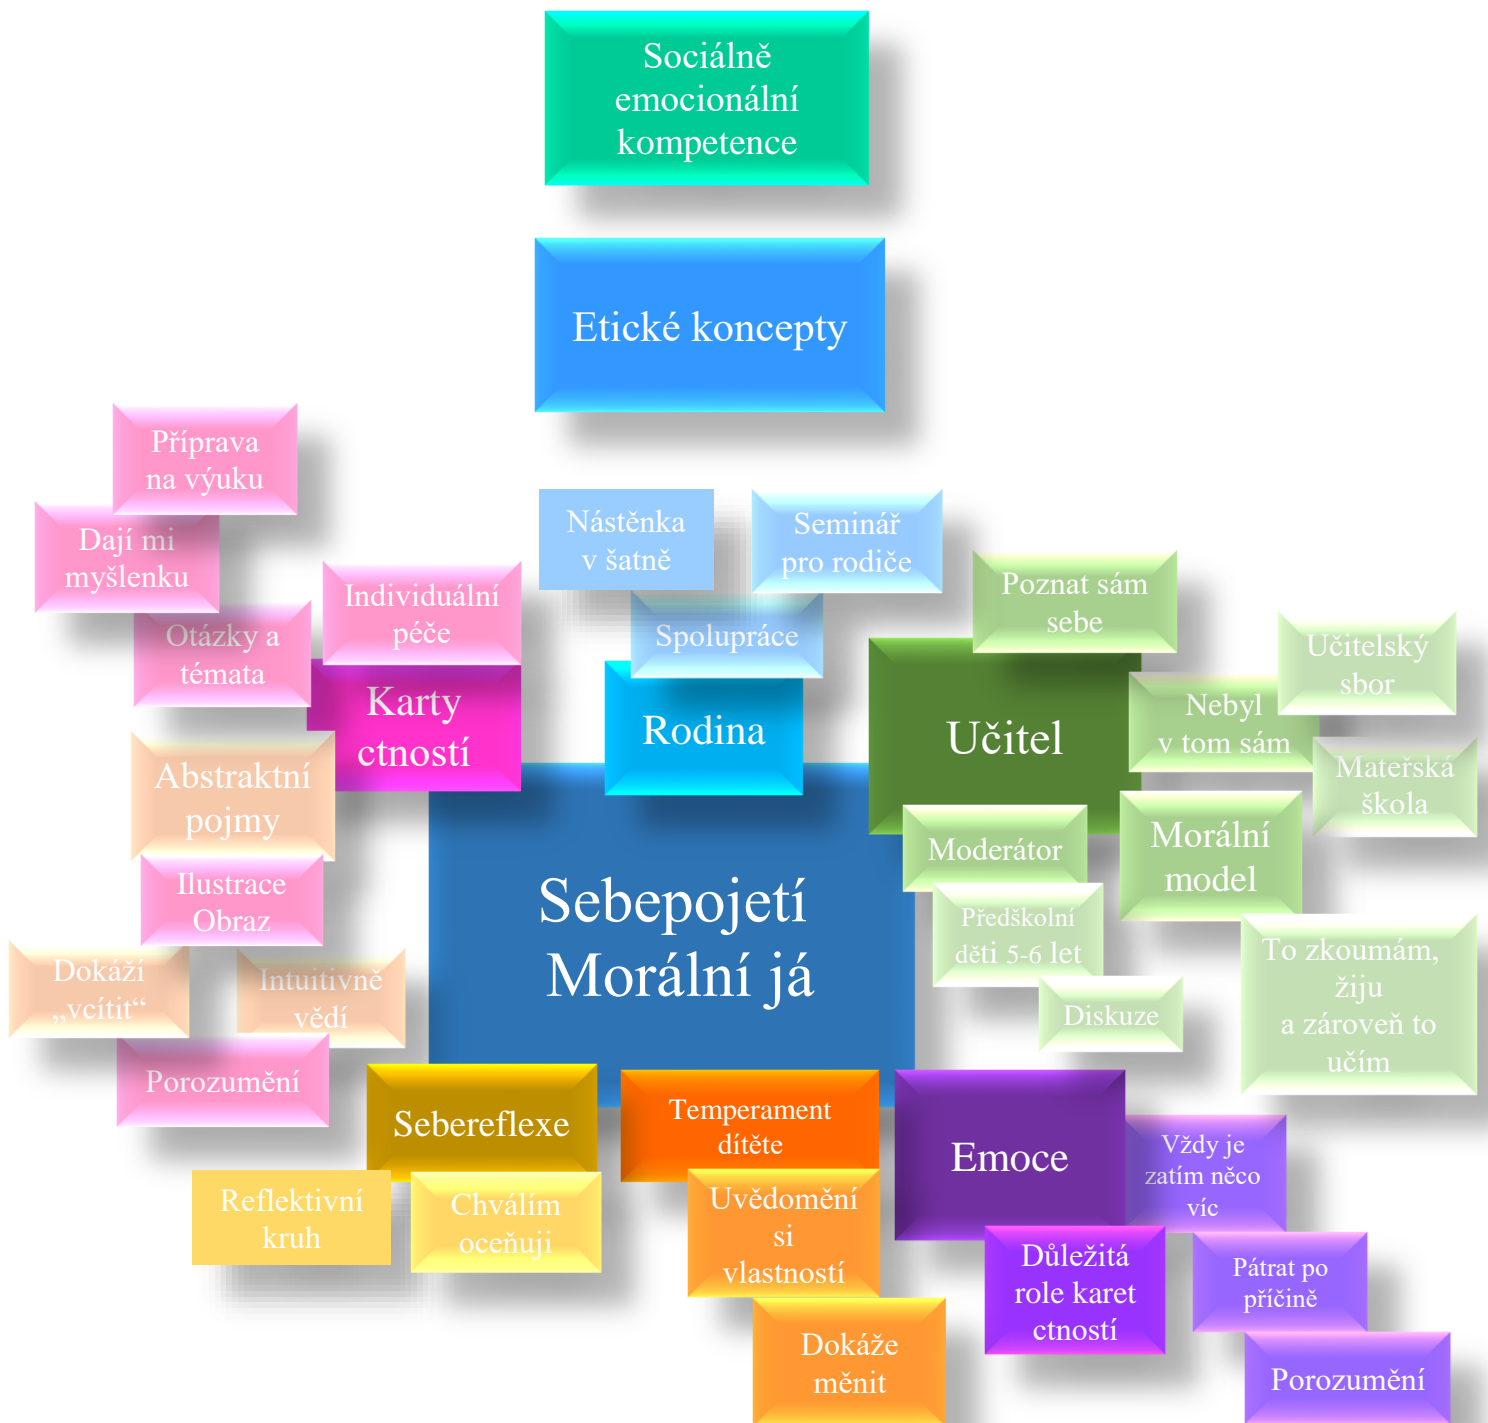 Sociálně
emocionální
kompetence
Etické koncepty
Příprava
na výuku
Dají mi
myšlenku
Otázky a
témata
Individuální
péče
Karty
ctností
Nástěnka
v šatně
Seminář
pro rodiče
Spolupráce
Rodina
Poznat sám
sebe
Učitel
Učitelský
sbor
Nebyl
v tom sám
Mateřská
škola
Moderátor
Morální
model
Předškolní
děti 5-6 let
Diskuze
To zkoumám,
žiju
a zároveň to
učím
Abstraktní
pojmy
Ilustrace
Obraz
Dokáží
„vcítit“
Intuitivně
vědí
Porozumění
Sebepojetí
Morální já
Sebereflexe
Reflektivní
kruh
Chválím
oceňuji
Temperament
dítěte
Uvědomění
si
vlastností
Dokáže
měnit
Emoce
Vždy je
zatím něco
víc
Důležitá
role karet
ctností
Pátrat po
příčině
Porozumění